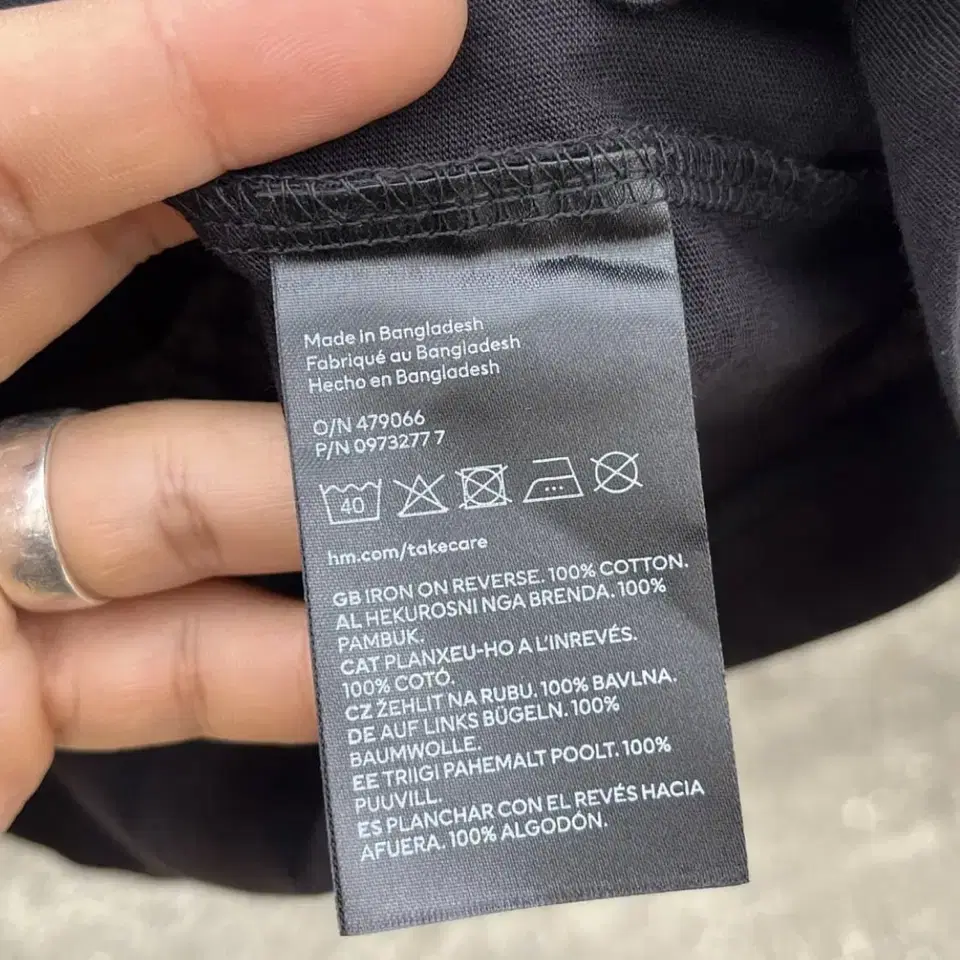 Made in Bangladesh
Fabriqué au Bangladesh
Hecho en Bangladesh
O/N 479066
P/N 0973277 7
40
hm.com/takecare
GB IRON ON REVERSE. 100% COTTON.
AL HEKUROSNI NGA BRENDA. 100%
PAMBUK.
CAT PLANXEU-HO A L'INREVÉS.
100% COTÓ.
CZ ŽEHLIT NA RUBU. 100% BAVLNA.
DE AUF LINKS BÜGELN. 100%
BAUMWOLLE.
EE TRIIGI PAHEMALT POOLT. 100%
PUUVILL.
ES PLANCHAR CON EL REVÉS HACIA
AFUERA. 100% ALGODÓN.